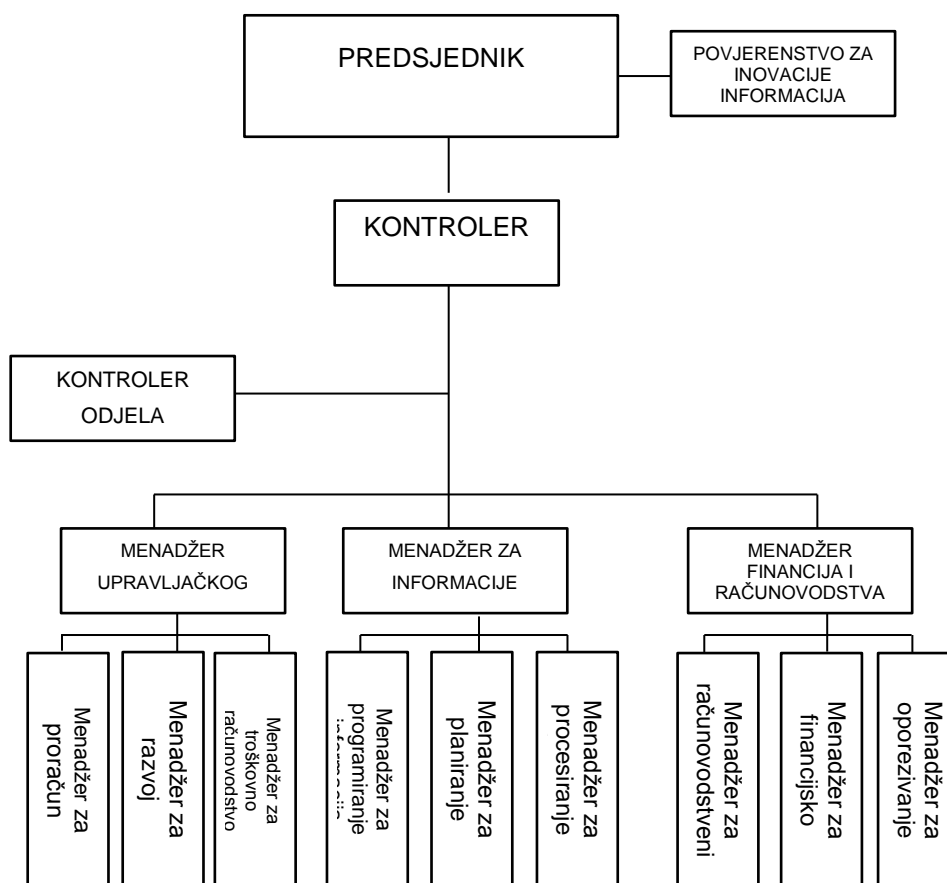 PREDSJEDNIK
POVJERENSTVO ZA
INOVACIJE
INFORMACIJA
KONTROLER
KONTROLER
ODJELA
MENADŽER
UPRAVLJAČKOG
MENADŽER ZA
INFORMACIJE
MENADŽER
FINANCIJA I
RAČUNOVODSTVA
Menadžer za
proračun
Menadžer za
razvoj
Menadžer za
troškovno
računovodstvo
Menadžer za
programiranje
Menadžer za
planiranje
Menadžer za
procesiranje
Menadžer za
računovodstveni
Menadžer za
financijsko
Menadžer za
oporezivanje